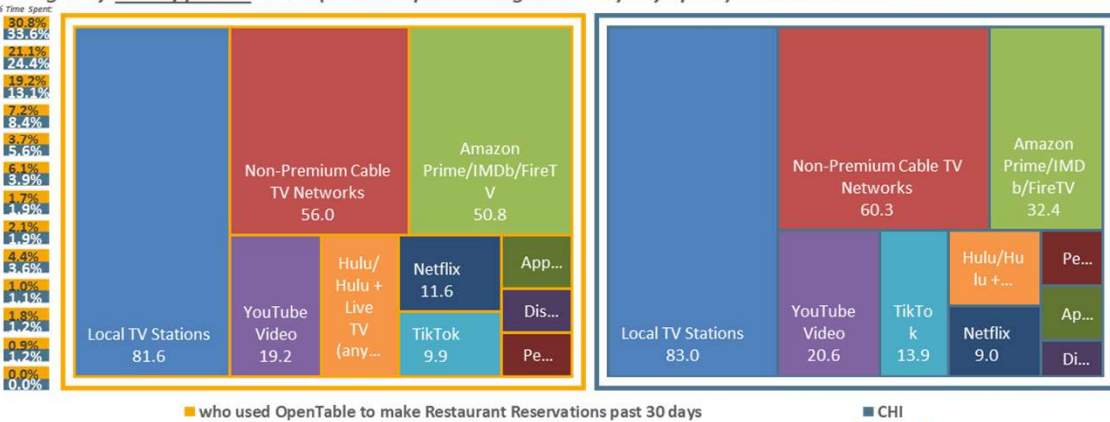 % Time Spent:
30.8%
33.6%
21.1%
24.4%
19.2%
13.1%
7.2%
8.4%
3.7%
5.6%
6.1%
3.9%
1.7%
1.9%
2.1%
1.9%
4.4%
3.6%
1.0%
1.1%
1.8%
1.2%
0.9%
1.2%
0.0%
0.0%
Local TV Stations
81.6
Non-Premium Cable
TV Networks
56.0
Amazon
Prime/IMDb/FireT
V
50.8
YouTube
Video
19.2
Hulu/
Hulu +
Live
TV
(any...
Netflix
11.6
TikTok
9.9
App...
Dis...
Pe...
Local TV Stations
83.0
Non-Premium Cable TV
Networks
60.3
Amazon
Prime/IMD
b/FireTV
32.4
YouTube
Video
20.6
TikTo
k
13.9
Hulu/Hu
lu +...
Netflix
9.0
Pe...
Ap...
Di...
who used OpenTable to make Restaurant Reservations past 30 days
CHI